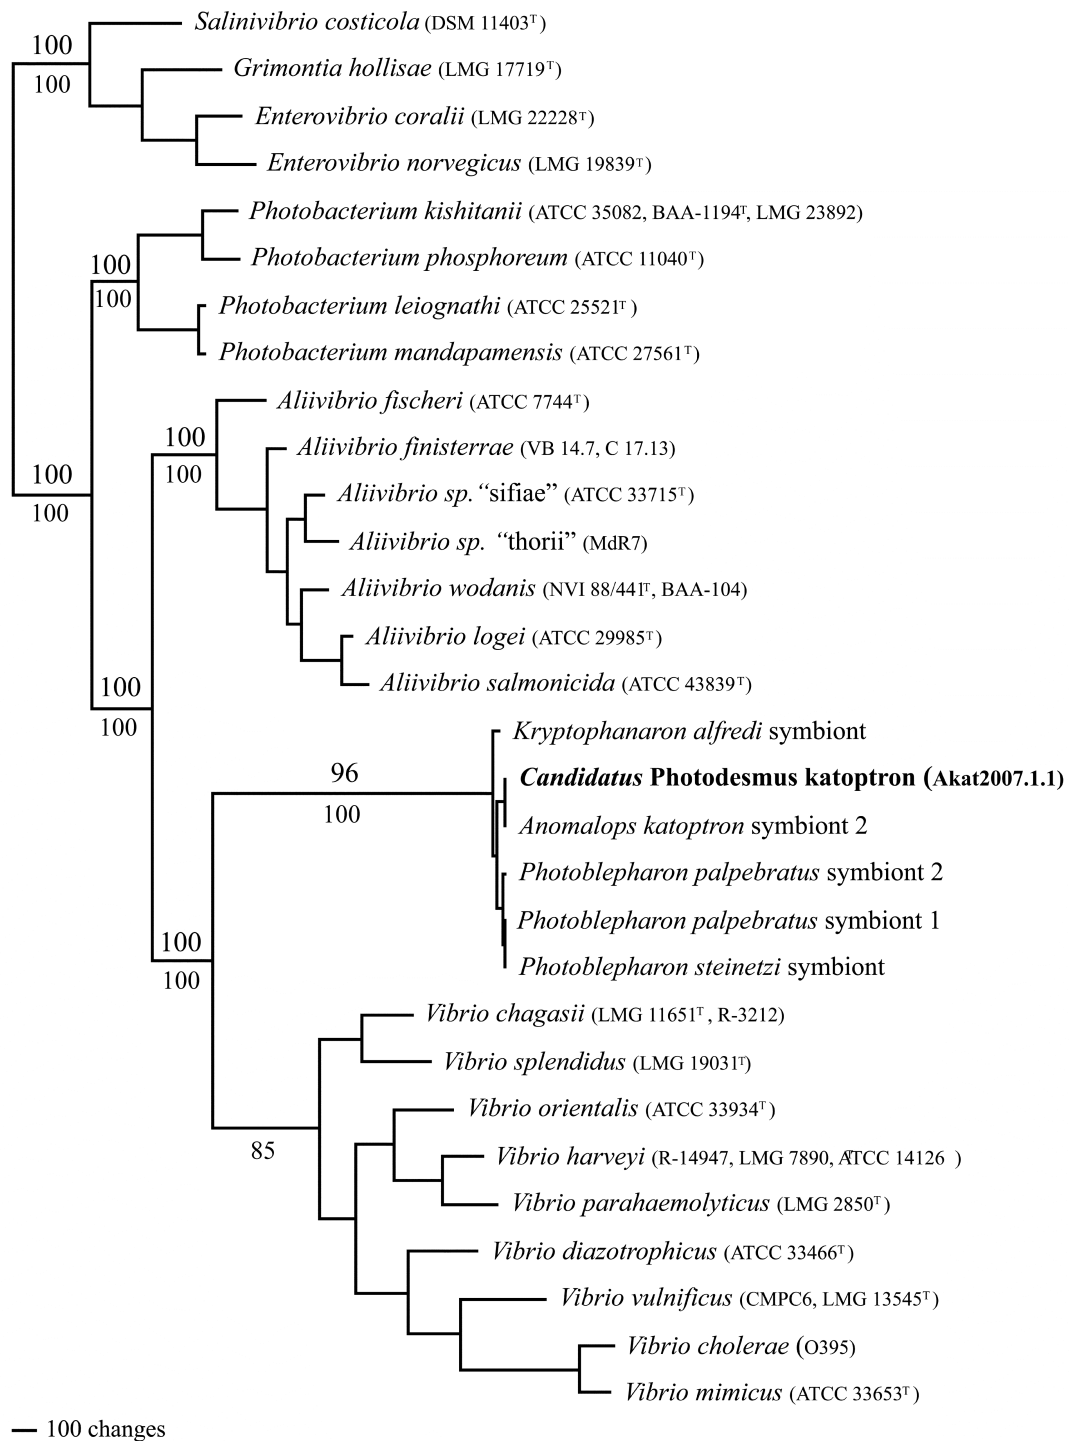 Salinivibrio costicola (DSM 11403ᵀ)
100
100
Grimontia hollisae (LMG 17719ᵀ)
Enterovibrio coralii (LMG 22228ᵀ)
Enterovibrio norvegicus (LMG 19839ᵀ)
Photobacterium kishitanii (ATCC 35082, BAA-1194ᵀ, LMG 23892)
Photobacterium phosphoreum (ATCC 11040ᵀ)
100
100
Photobacterium leiognathi (ATCC 25521ᵀ)
Photobacterium mandapamensis (ATCC 27561ᵀ)
Aliivibrio fischeri (ATCC 7744ᵀ)
100
100
Aliivibrio finisterrae (VB 14.7, C 17.13)
100
100
Aliivibrio sp. “sifiae” (ATCC 33715ᵀ)
Aliivibrio sp. “thorii” (MdR7)
Aliivibrio wodanis (NVI 88/441ᵀ, BAA-104)
Aliivibrio logei (ATCC 29985ᵀ)
Aliivibrio salmonicida (ATCC 43839ᵀ)
100
100
Kryptophanaron alfredi symbiont
96
100
Candidatus Photodesmus katoptron (Akat2007.1.1)
Anomalops katoptron symbiont 2
Photoblepharon palpebratus symbiont 2
Photoblepharon palpebratus symbiont 1
100
100
Photoblepharon steinetzi symbiont
Vibrio chagasii (LMG 11651ᵀ, R-3212)
Vibrio splendidus (LMG 19031ᵀ)
Vibrio orientalis (ATCC 33934ᵀ)
85
Vibrio harveyi (R-14947, LMG 7890, ATCC 14126ᵀ)
Vibrio parahaemolyticus (LMG 2850ᵀ)
Vibrio diazotrophicus (ATCC 33466ᵀ)
Vibrio vulnificus (CMPC6, LMG 13545ᵀ)
Vibrio cholerae (O395)
Vibrio mimicus (ATCC 33653ᵀ)
100 changes